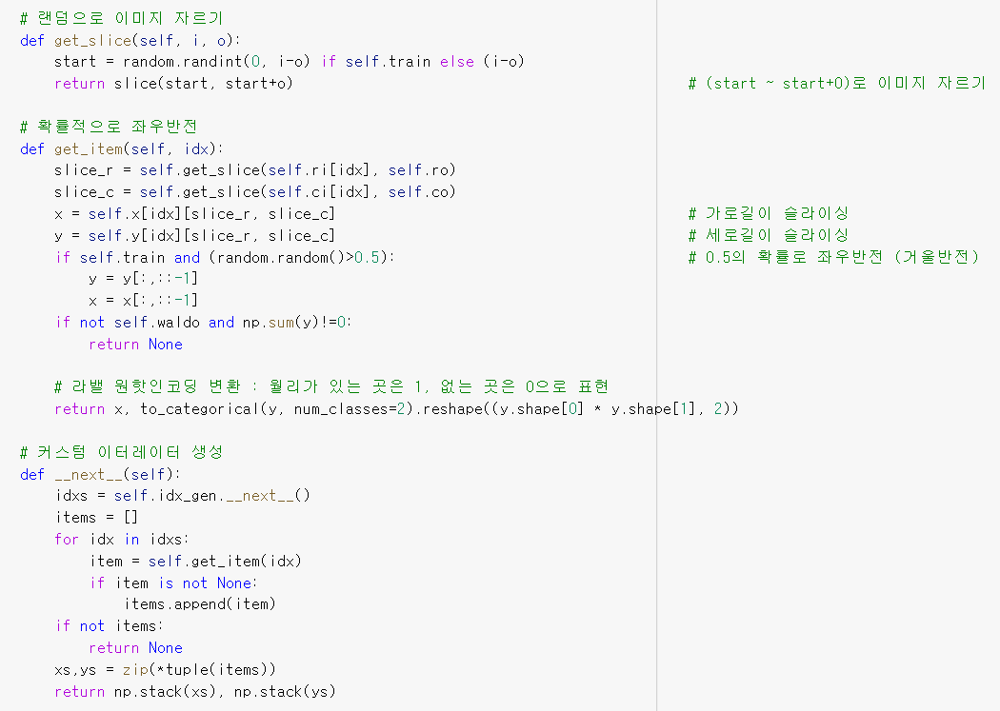 # 랜덤으로 이미지 자르기
def get_slice(self, i, o):
    start = random.randint(0, i-o) if self.train else (i-o)
    return slice(start, start+o) # (start ~ start+O)로 이미지 자르기
# 확률적으로 좌우반전
def get_item(self, idx):
    slice_r = self.get_slice(self.ri[idx], self.ro)
    slice_c = self.get_slice(self.ci[idx], self.co)
    x = self.x[idx][slice_r, slice_c] # 가로길이 슬라이싱
    y = self.y[idx][slice_r, slice_c] # 세로길이 슬라이싱
    if self.train and (random.random()>0.5): # 0.5의 확률로 좌우반전 (거울반전)
        y = y[:,::-1]
        x = x[:,::-1]
    if not self.waldo and np.sum(y)!=0:
        return None
    # 라벨 원핫인코딩 변환 : 월리가 있는 곳은 1, 없는 곳은 0으로 표현
    return x, to_categorical(y, num_classes=2).reshape((y.shape[0] * y.shape[1], 2))
# 커스텀 이터레이터 생성
def __next__(self):
    idxs = self.idx_gen.__next__()
    items = []
    for idx in idxs:
        item = self.get_item(idx)
        if item is not None:
            items.append(item)
    if not items:
        return None
    xs,ys = zip(*tuple(items))
    return np.stack(xs), np.stack(ys)